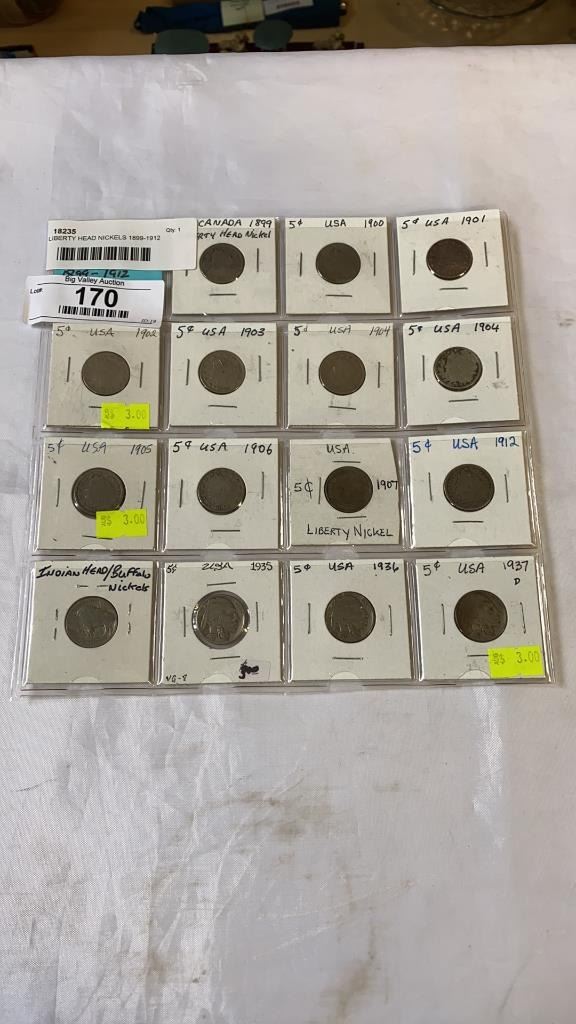 18235
Qty: 1
LIBERTY HEAD NICKELS 1899-1912
1899-1912
Big Valley Auction
Lot#:
170
CANADA 1899
RTY HEAD Nickel
5¢ USA 1900
5¢ USA 1901
5¢ USA 1902
3.00
5¢ USA 1903
5¢ USA 1904
5¢ USA 1904
5¢ USA 1905
3.00
5¢ USA 1906
USA
5¢ 1907
LIBERTY NICKEL
5¢ USA 1912
INDIAN HEAD/Buffalo
Nickels
5¢ USA 1935
VG-8
5¢ USA 1936
5¢ USA 1937
D
3.00